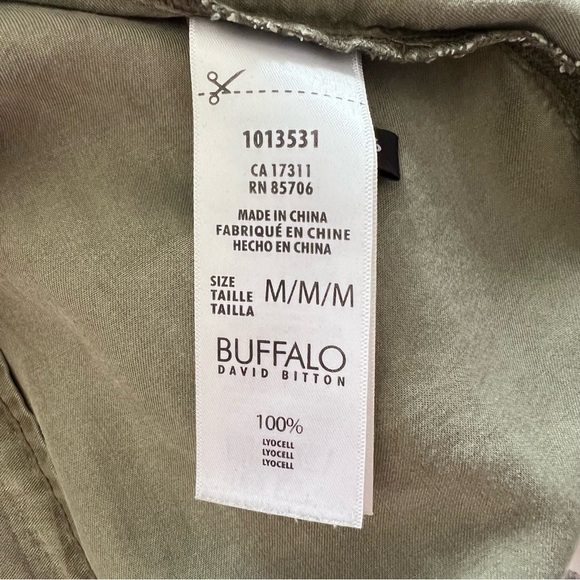 1013531
CA 17311
RN 85706
MADE IN CHINA
FABRIQUÉ EN CHINE
HECHO EN CHINA
SIZE
TAILLE M/M/M
TAILLA
BUFFALO
DAVID BITTON
100%
LYOCELL
LYOCELL
LYOCELL